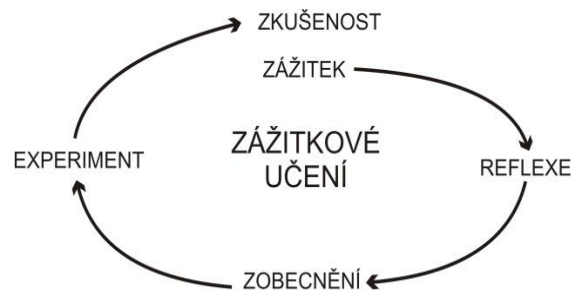 ZKUŠENOST
ZÁŽITEK
ZÁŽITKOVÉ
UČENÍ
EXPERIMENT
REFLEXE
ZOBECNĚNÍ